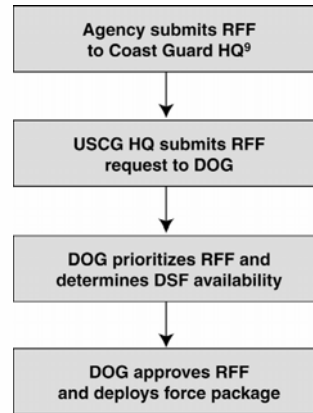 Agency submits RFF
to Coast Guard HQ⁹
USCG HQ submits RFF
request to DOG
DOG prioritizes RFF and
determines DSF availability
DOG approves RFF
and deploys force package